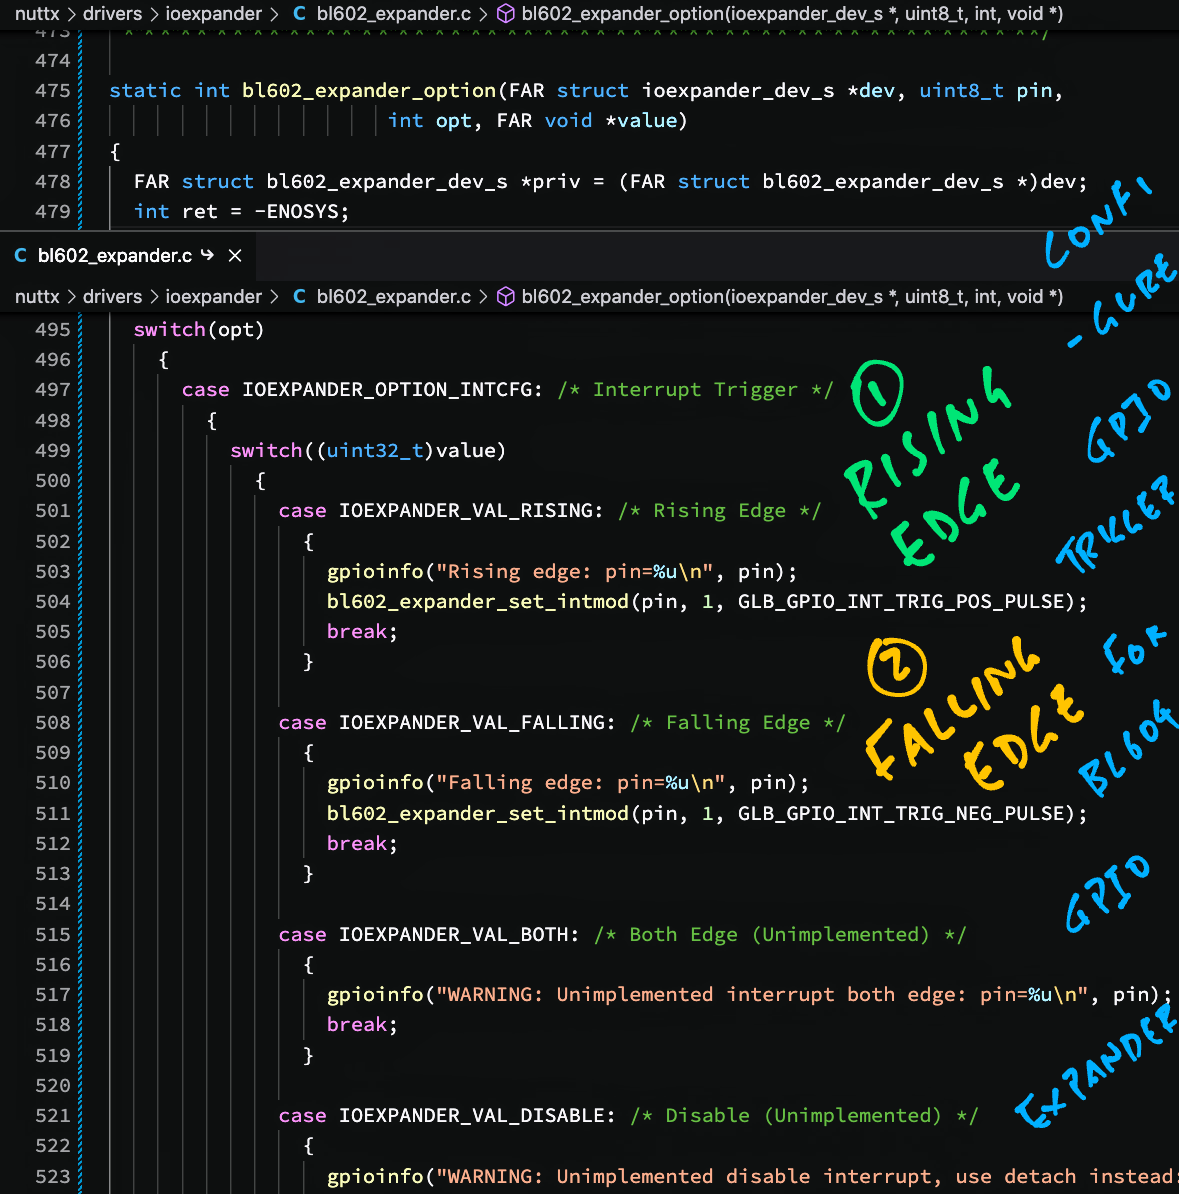 nuttx > drivers > ioexpander > C bl602_expander.c > bl602_expander_option(ioexpander_dev_s *, uint8_t, int, void *)
473 ****************************************************************************/
474
475 static int bl602_expander_option(FAR struct ioexpander_dev_s *dev, uint8_t pin,
476 int opt, FAR void *value)
477 {
478 FAR struct bl602_expander_dev_s *priv = (FAR struct bl602_expander_dev_s *)dev;
479 int ret = -ENOSYS;
C bl602_expander.c
nuttx > drivers > ioexpander > C bl602_expander.c > bl602_expander_option(ioexpander_dev_s *, uint8_t, int, void *)
495 switch(opt)
496 {
497 case IOEXPANDER_OPTION_INTCFG: /* Interrupt Trigger */
498 {
499 switch((uint32_t)value)
500 {
501 case IOEXPANDER_VAL_RISING: /* Rising Edge */
502 {
503 gpioinfo("Rising edge: pin=%u\n", pin);
504 bl602_expander_set_intmod(pin, 1, GLB_GPIO_INT_TRIG_POS_PULSE);
505 break;
506 }
507
508 case IOEXPANDER_VAL_FALLING: /* Falling Edge */
509 {
510 gpioinfo("Falling edge: pin=%u\n", pin);
511 bl602_expander_set_intmod(pin, 1, GLB_GPIO_INT_TRIG_NEG_PULSE);
512 break;
513 }
514
515 case IOEXPANDER_VAL_BOTH: /* Both Edge (Unimplemented) */
516 {
517 gpioinfo("WARNING: Unimplemented interrupt both edge: pin=%u\n", pin);
518 break;
519 }
520
521 case IOEXPANDER_VAL_DISABLE: /* Disable (Unimplemented) */
522 {
523 gpioinfo("WARNING: Unimplemented disable interrupt, use detach instead:
1
RISING
EDGE
2
FALLING
EDGE
CONFI
-GURE
GPIO
TRIGGER
FOR
BL604
GPIO
EXPANDER